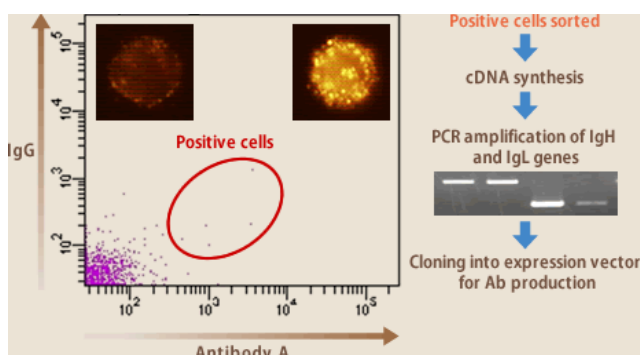 Positive cells sorted
cDNA synthesis
PCR amplification of IgH
and IgL genes
Cloning into expression vector
for Ab production
IgG
10^5
10^4
10^3
10^2
Positive cells
10^2
10^3
10^4
10^5
Antibody A